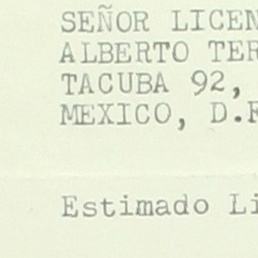 SEÑOR LICEN
ALBERTO TER
TACUBA 92,
MEXICO, D.F
Estimado Li